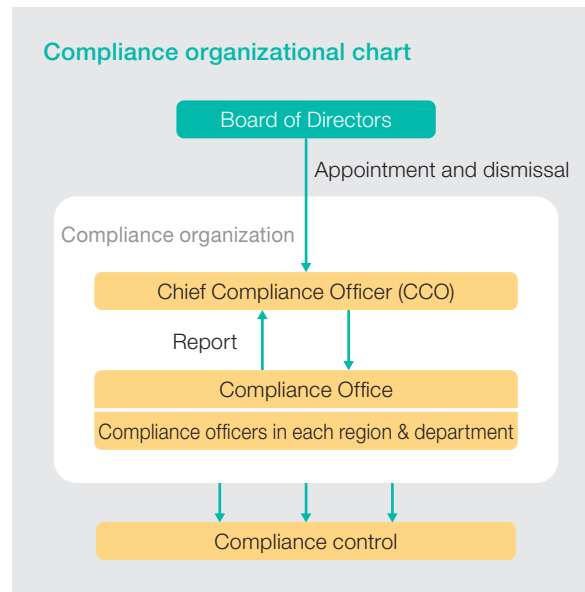 Compliance organizational chart
Board of Directors
Appointment and dismissal
Compliance organization
Chief Compliance Officer (CCO)
Report
Compliance Office
Compliance officers in each region & department
Compliance control